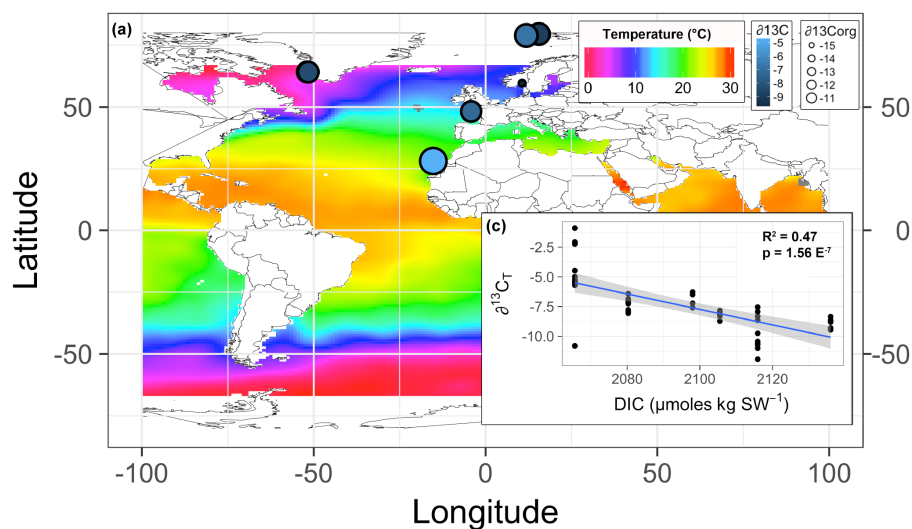 (a)
Temperature (°C)
0 10 20 30
∂13C
-5
-6
-7
-8
-9
∂13Corg
-15
-14
-13
-12
-11
50
0
-50
50
0
-50
Latitude
-100 -50 0 50 100
Longitude
(c)
R² = 0.47
p = 1.56 E⁻⁷
-2.5
-5.0
-7.5
-10.0
∂¹³C_T
2080 2100 2120
DIC (μmoles kg SW⁻¹)